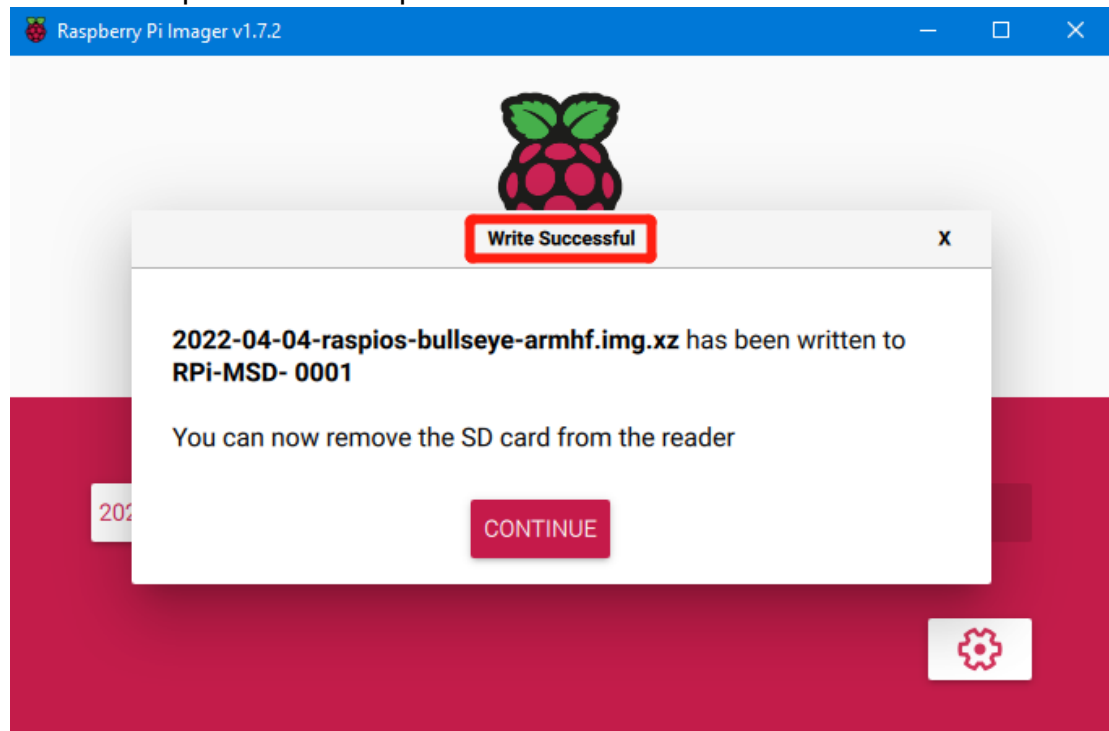 Raspberry Pi Imager v1.7.2
Write Successful
X
2022-04-04-raspios-bullseye-armhf.img.xz has been written to
RPi-MSD- 0001
You can now remove the SD card from the reader
202
CONTINUE